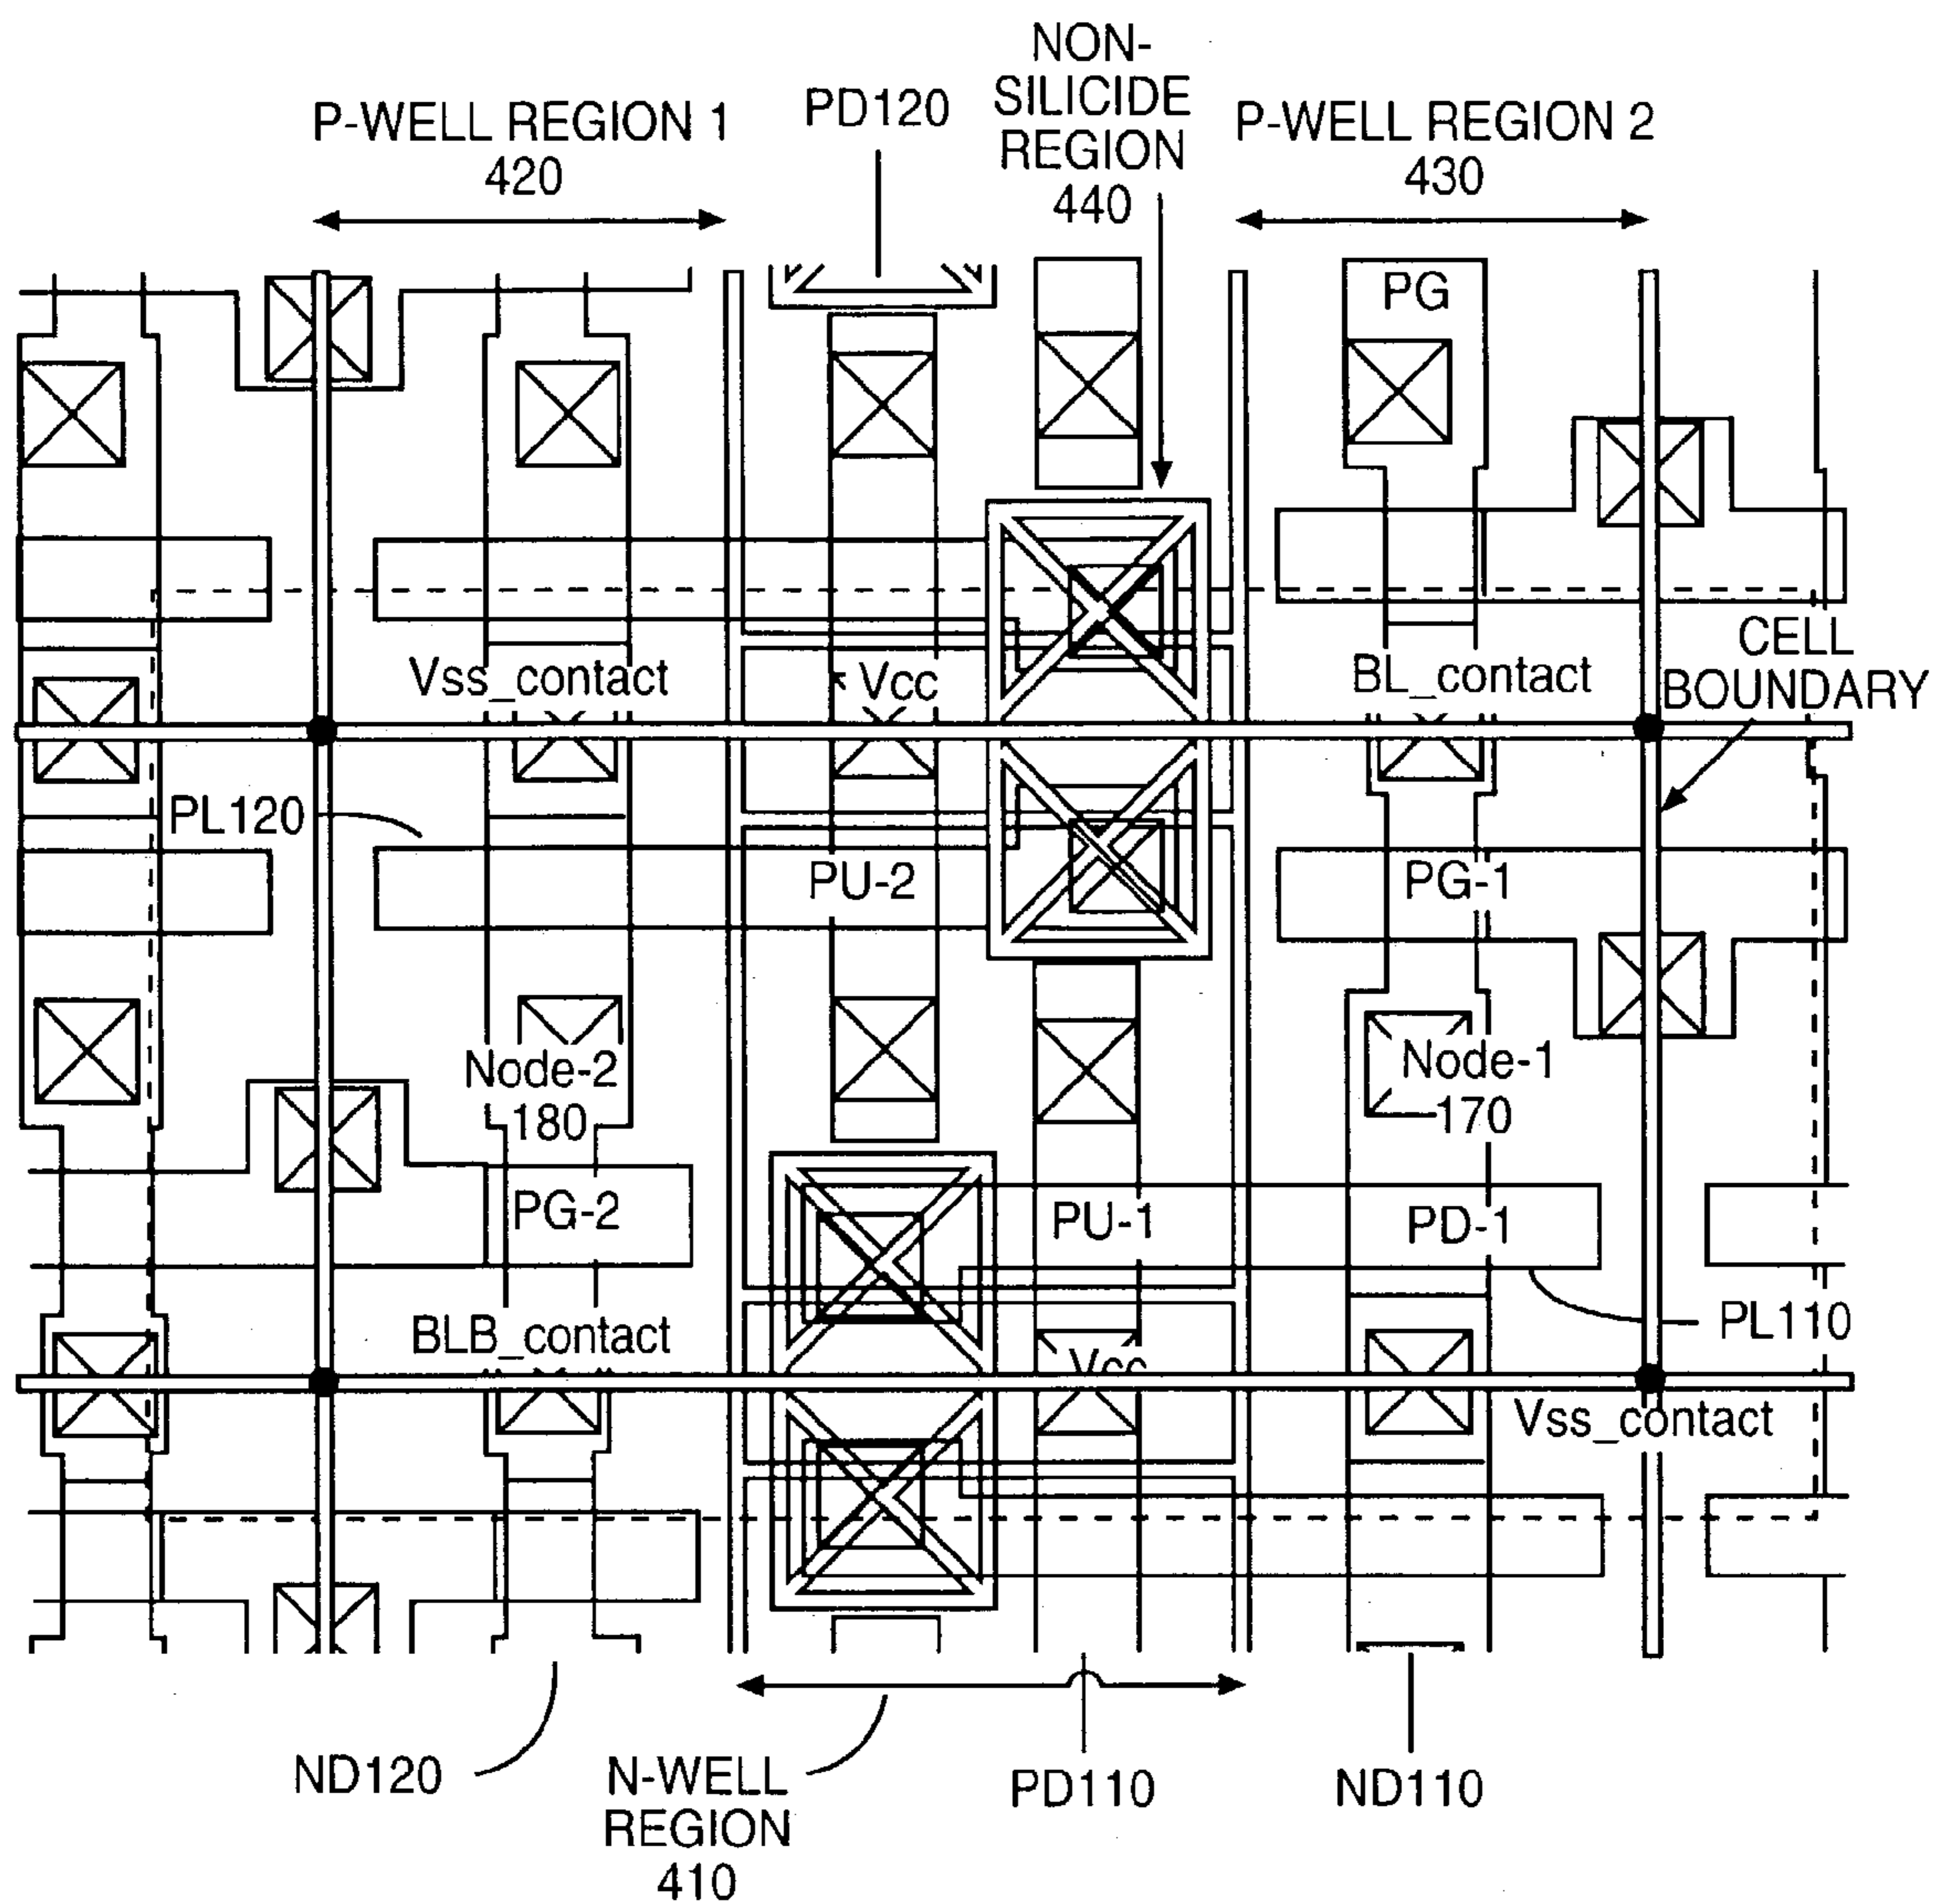 NON-
SILICIDE
REGION
440
P-WELL REGION 1
420
PD120
P-WELL REGION 2
430
PG
Vss_contact
Vcc
BL_contact
CELL
BOUNDARY
PL120
PU-2
PG-1
Node-2
180
Node-1
170
PG-2
PU-1
PD-1
BLB_contact
PL110
Vcc
Vss_contact
ND120
N-WELL
REGION
410
PD110
ND110